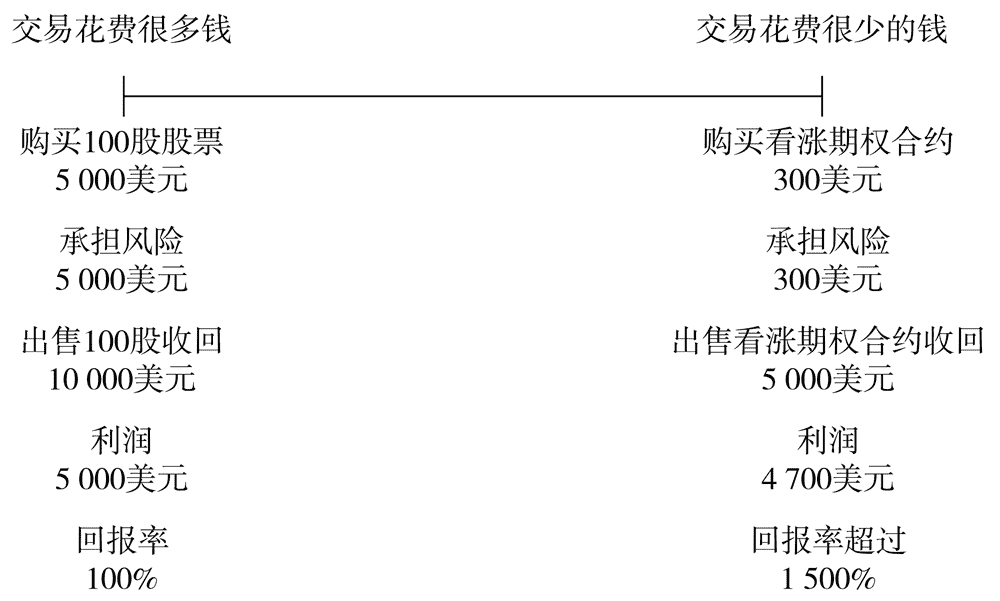 交易花费很多钱
交易花费很少的钱
购买100股股票
5 000美元
购买看涨期权合约
300美元
承担风险
5 000美元
承担风险
300美元
出售100股收回
10 000美元
出售看涨期权合约收回
5 000美元
利润
5 000美元
利润
4 700美元
回报率
100%
回报率超过
1 500%